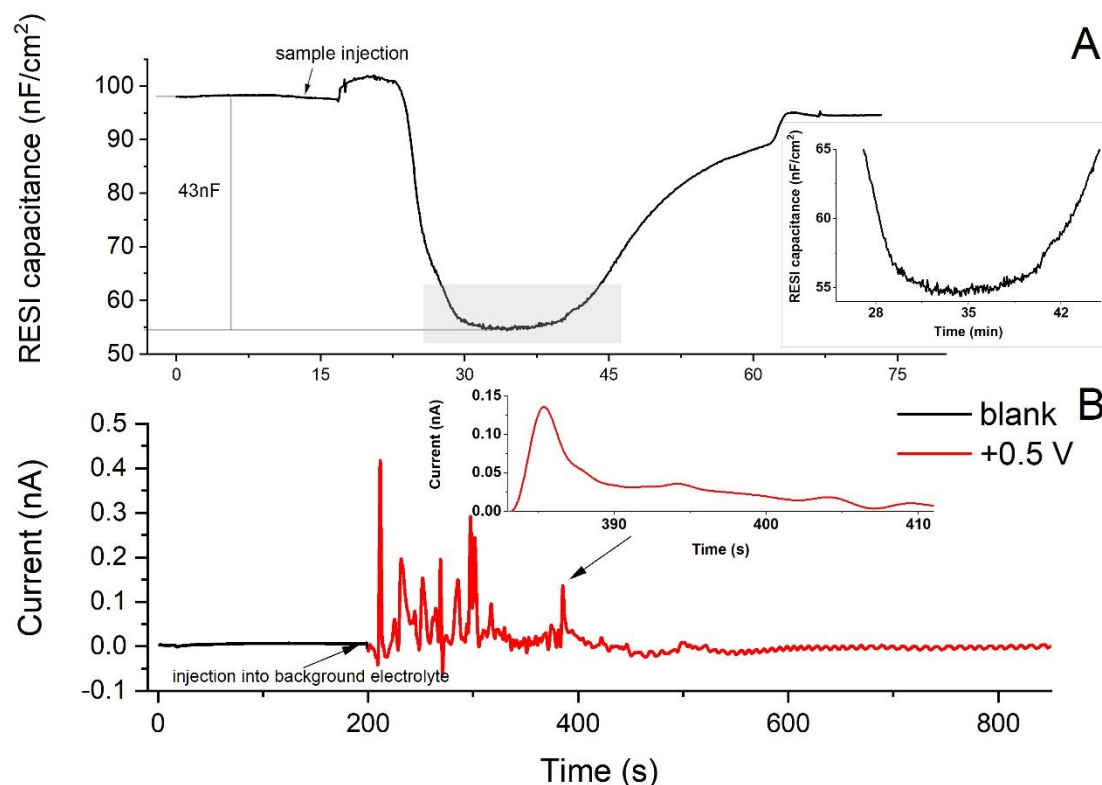 A
RESI capacitance (nF/cm²)
sample injection
100
90
80
70
60
50
43nF
0
15
30
45
60
75
RESI capacitance (nF/cm²)
65
60
55
28
35
42
Time (min)
B
blank
+0.5 V
Current (nA)
0.5
0.4
0.3
0.2
0.1
0.0
-0.1
injection into background electrolyte
0
200
400
600
800
Time (s)
Current (nA)
0.15
0.10
0.05
0.00
390
400
410
Time (s)